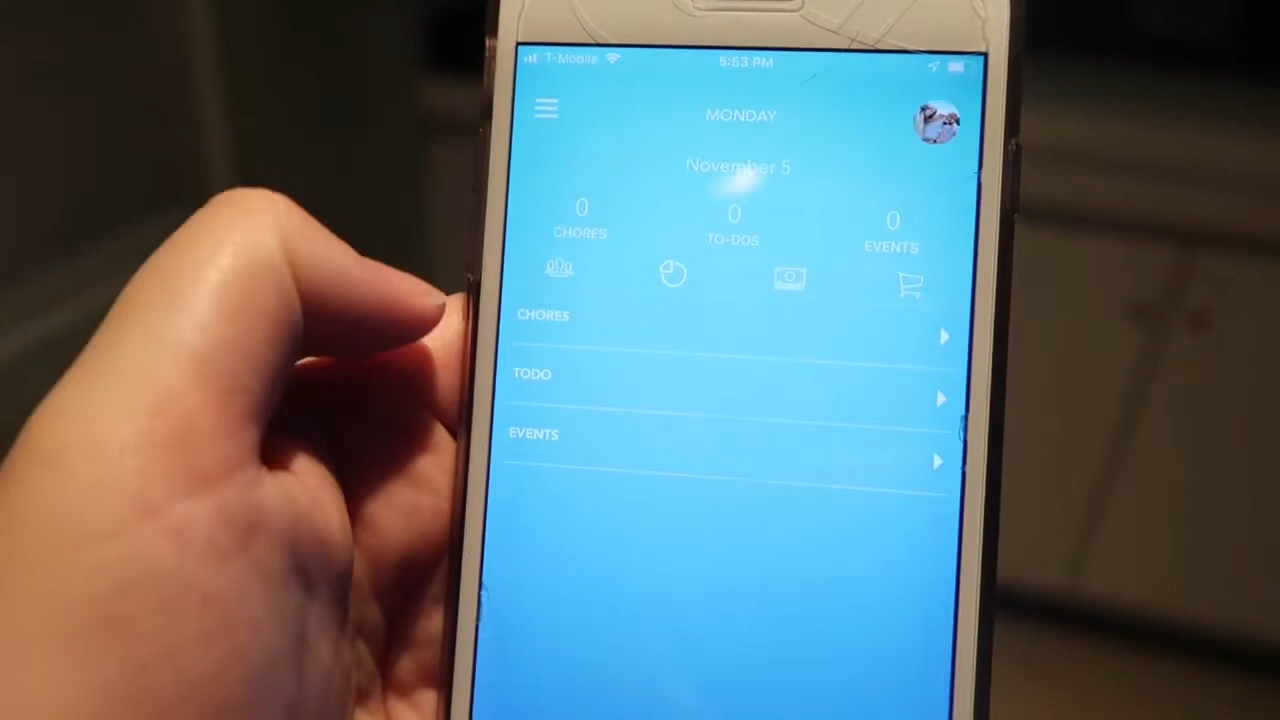 T-Mobile 5:53 PM
MONDAY
November 5
0 0 0
CHORES TO-DOS EVENTS
CHORES
TODO
EVENTS